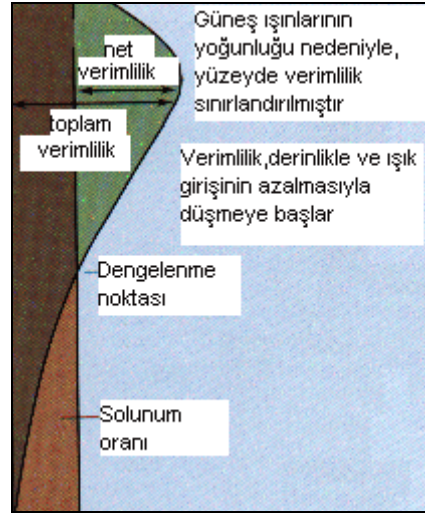 Güneş ışınlarının
yoğunluğu nedeniyle,
yüzeyde verimlilik
sınırlandırılmıştır
net
verimlilik
toplam
verimlilik
Verimlilik,derinlikle ve ışık
girişinin azalmasıyla
düşmeye başlar
Dengelenme
noktası
Solunum
oranı